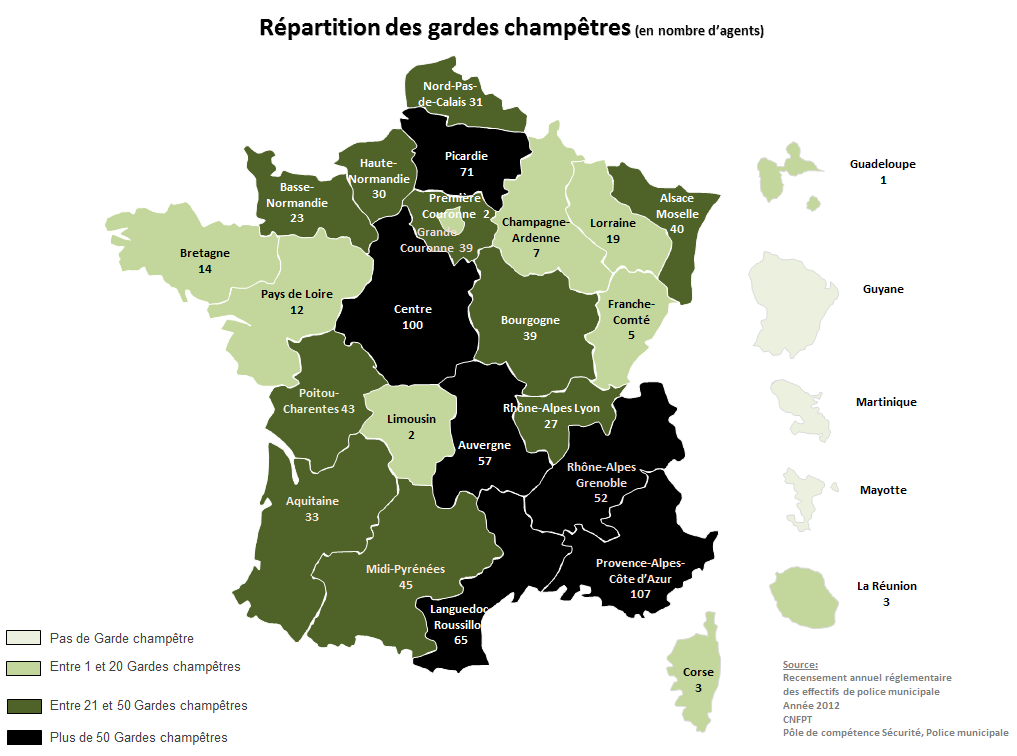 Répartition des gardes champêtres (en nombre d'agents)
Nord-Pas-
de-Calais 31
Picardie
71
Haute-
Normandie
30
Basse-
Normandie
23
Première
Couronne 2
Grande
Couronne 39
Champagne-
Ardenne
7
Lorraine
19
Alsace
Moselle
40
Bretagne
14
Pays de Loire
12
Centre
100
Bourgogne
39
Franche-
Comté
5
Poitou-
Charentes 43
Limousin
2
Auvergne
57
Rhône-Alpes Lyon
27
Rhône-Alpes
Grenoble
52
Aquitaine
33
Midi-Pyrénées
45
Languedoc
Roussillo
65
Provence-Alpes-
Côte d'Azur
107
Corse
3
Guadeloupe
1
Guyane
Martinique
Mayotte
La Réunion
3
Pas de Garde champêtre
Entre 1 et 20 Gardes champêtres
Entre 21 et 50 Gardes champêtres
Plus de 50 Gardes champêtres
Source:
Recensement annuel réglementaire
des effectifs de police municipale
Année 2012
CNFPT
Pôle de compétence Sécurité, Police municipale